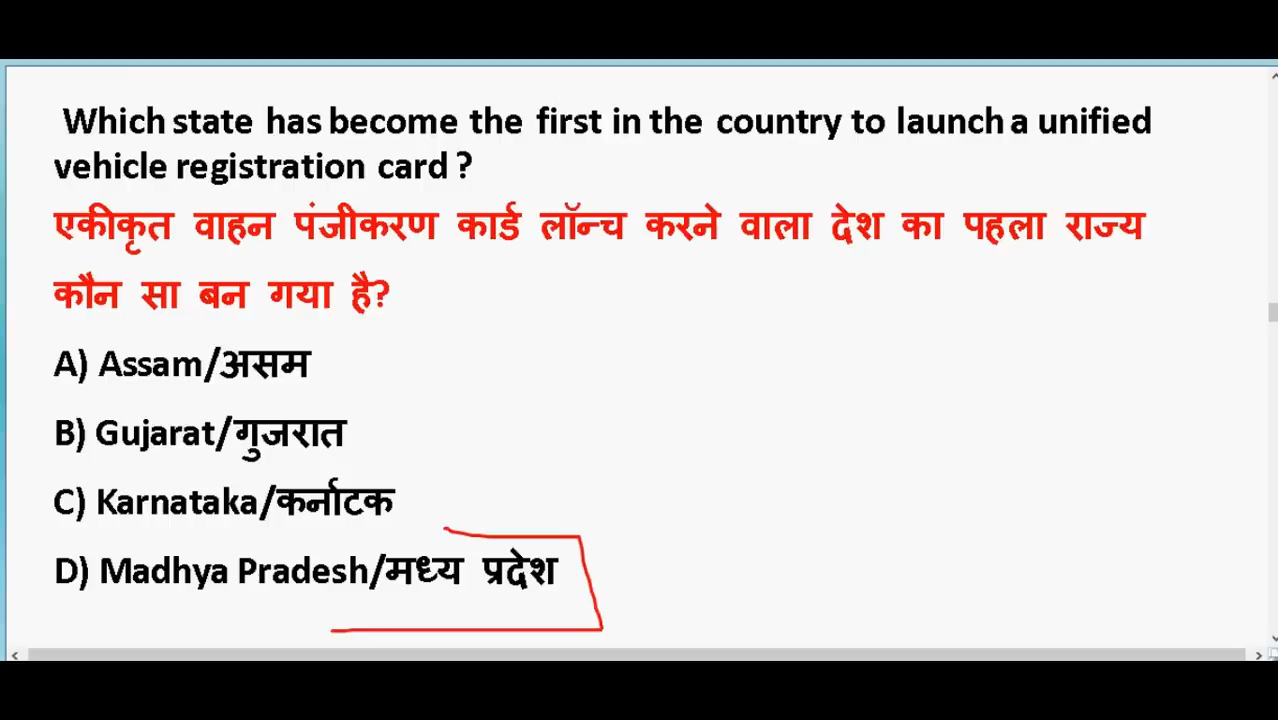 Which state has become the first in the country to launch a unified
vehicle registration card ?
एकीकृत वाहन पंजीकरण कार्ड लॉन्च करने वाला देश का पहला राज्य
कौन सा बन गया है?
A) Assam/असम
B) Gujarat/गुजरात
C) Karnataka/कर्नाटक
D) Madhya Pradesh/मध्य प्रदेश